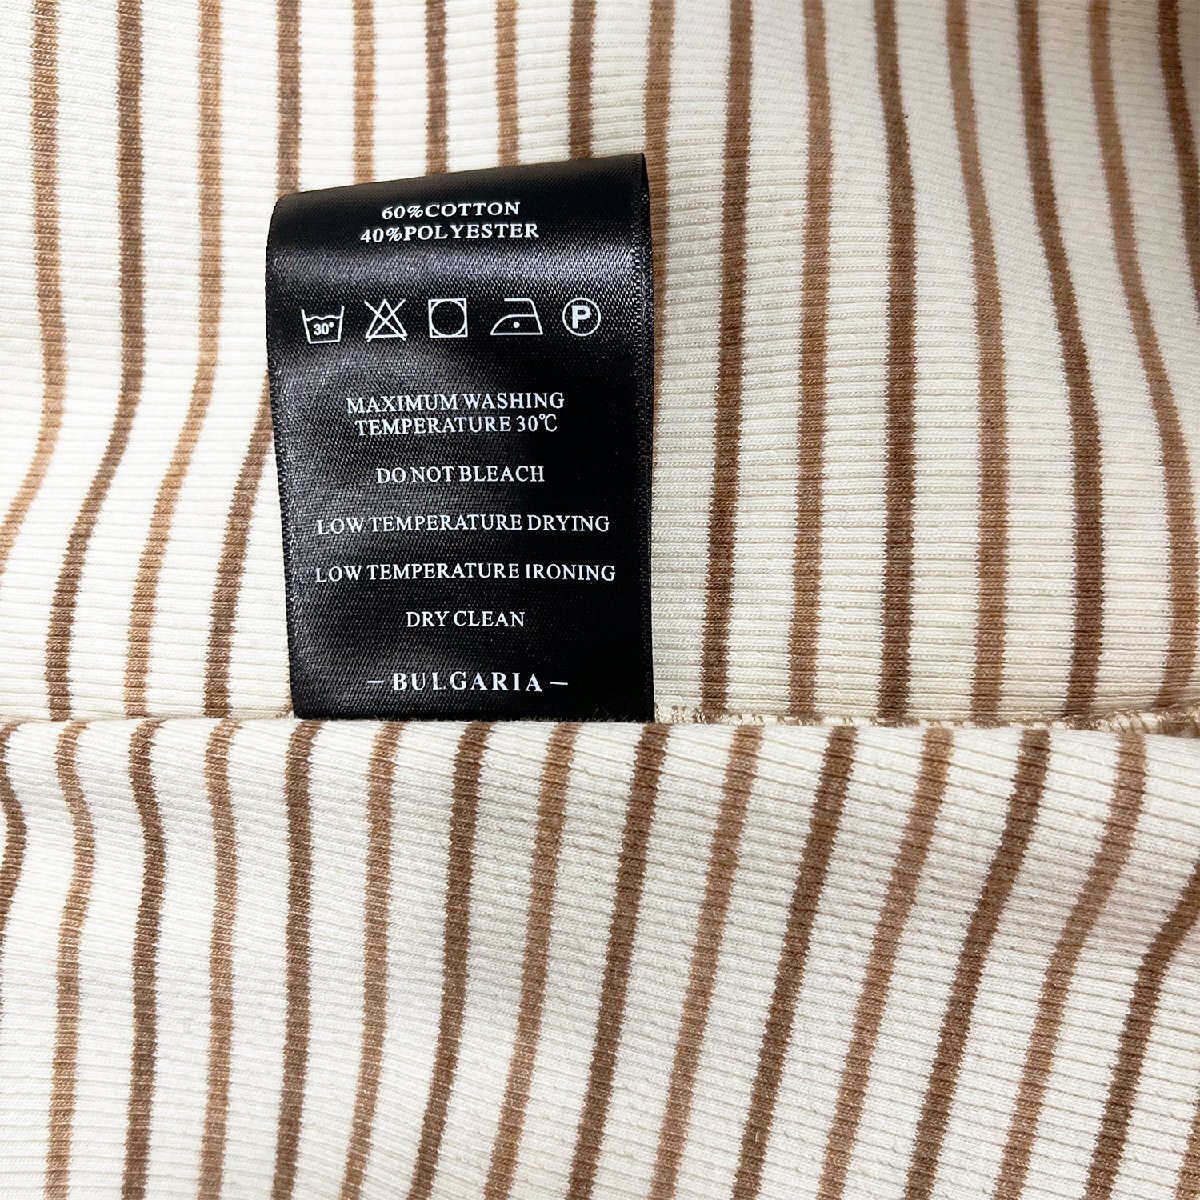 60%COTTON
40%POLYESTER
30° P
MAXIMUM WASHING
TEMPERATURE 30℃
DO NOT BLEACH
LOW TEMPERATURE DRYING
LOW TEMPERATURE IRONING
DRY CLEAN
– BULGARIA –